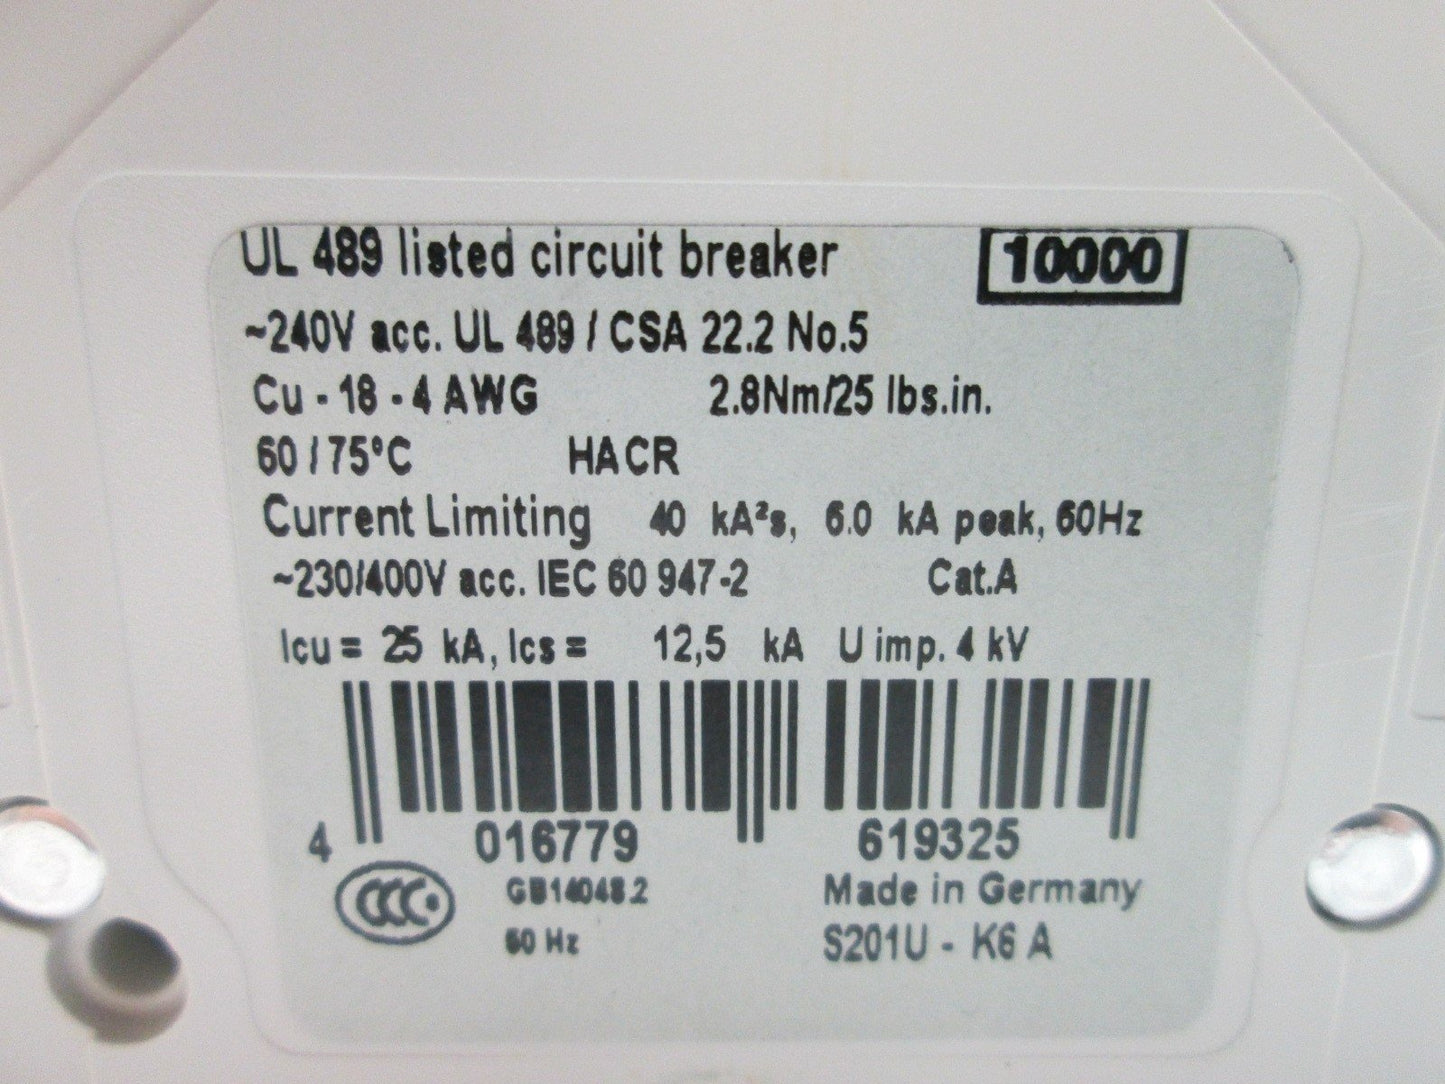 UL 489 listed circuit breaker 10000
~240V acc. UL 489 / CSA 22.2 No.5
Cu - 18 - 4 AWG 2.8Nm/25 lbs.in.
60 / 75°C HACR
Current Limiting 40 kA²s, 6.0 kA peak, 60Hz
~230/400V acc. IEC 60 947-2 Cat.A
Icu = 25 kA, Ics = 12,5 kA U imp. 4 kV
4 016779 619325
CCC GB14048.2 Made in Germany
50 Hz S201U - K6 A